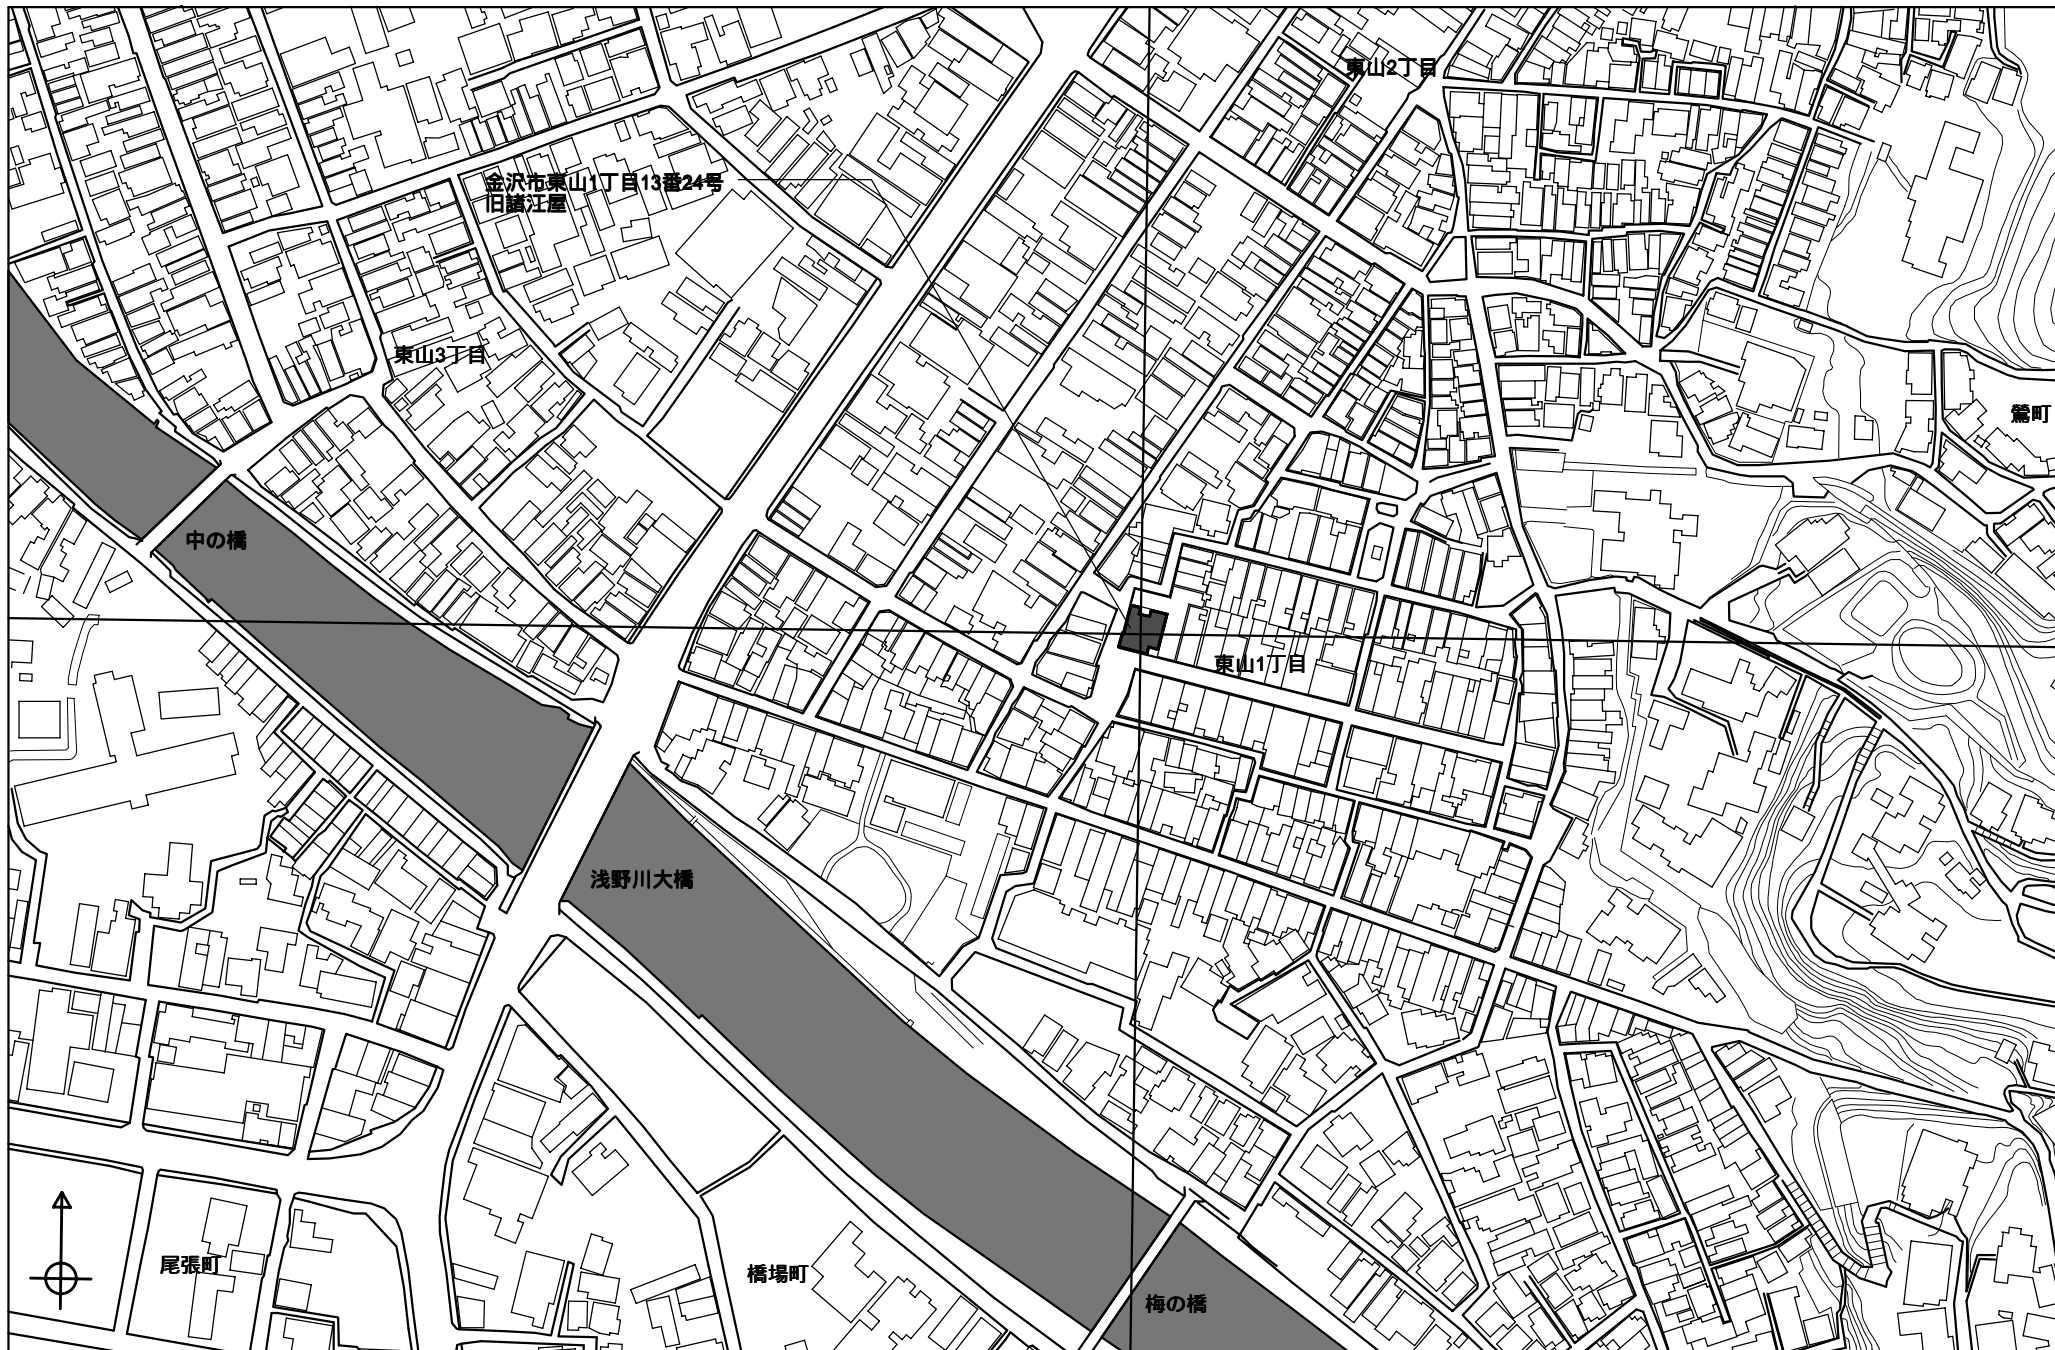 東山2丁目
金沢市東山1丁目13番24号
旧諸江屋
東山3丁目
鶯町
中の橋
東山1丁目
浅野川大橋
尾張町
橋場町
梅の橋